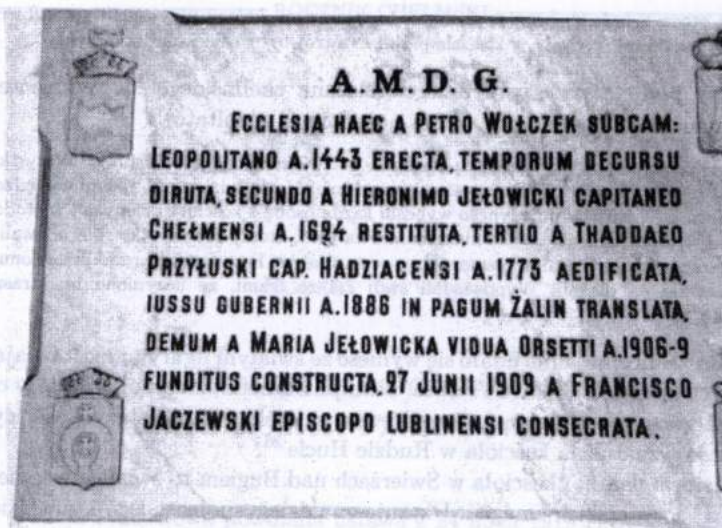 A.M.D.G.
ECCLESIA HAEC A PETRO WOŁCZEK SUBCAM:
LEOPOLITANO A.1443 ERECTA, TEMPORUM DECURSU
DIRUTA, SECUNDO A HIERONIMO JEŁOWICKI CAPITANEO
CHEŁMENSI A.1624 RESTITUTA, TERTIO A THADDAEO
PRZYŁUSKI CAP. HADZIACENSI A.1773 AEDIFICATA,
IUSSU GUBERNII A.1886 IN PAGUM ŻALIN TRANSLATA,
DEMUM A MARIA JEŁOWICKA VIDUA ORSETTI A.1906-9
FUNDITUS CONSTRUCTA, 27 JUNII 1909 A FRANCISCO
JACZEWSKI EPISCOPO LUBLINENSI CONSECRATA.